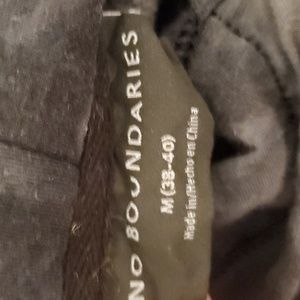 NO BOUNDARIES
M (38-40)
Made in/Hecho en China